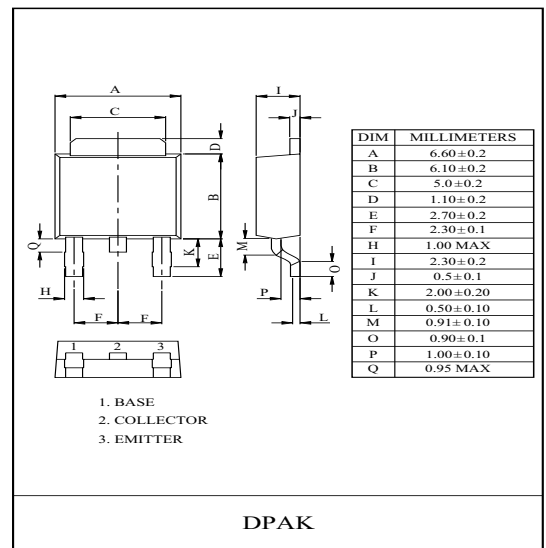 A
C
D
B
Q
K
E
H
F F
1 2 3
I
J
M
O
P
L
1. BASE
2. COLLECTOR
3. EMITTER
DIM MILLIMETERS
A 6.60±0.2
B 6.10±0.2
C 5.0±0.2
D 1.10±0.2
E 2.70±0.2
F 2.30±0.1
H 1.00 MAX
I 2.30±0.2
J 0.5±0.1
K 2.00±0.20
L 0.50±0.10
M 0.91±0.10
O 0.90±0.1
P 1.00±0.10
Q 0.95 MAX
DPAK